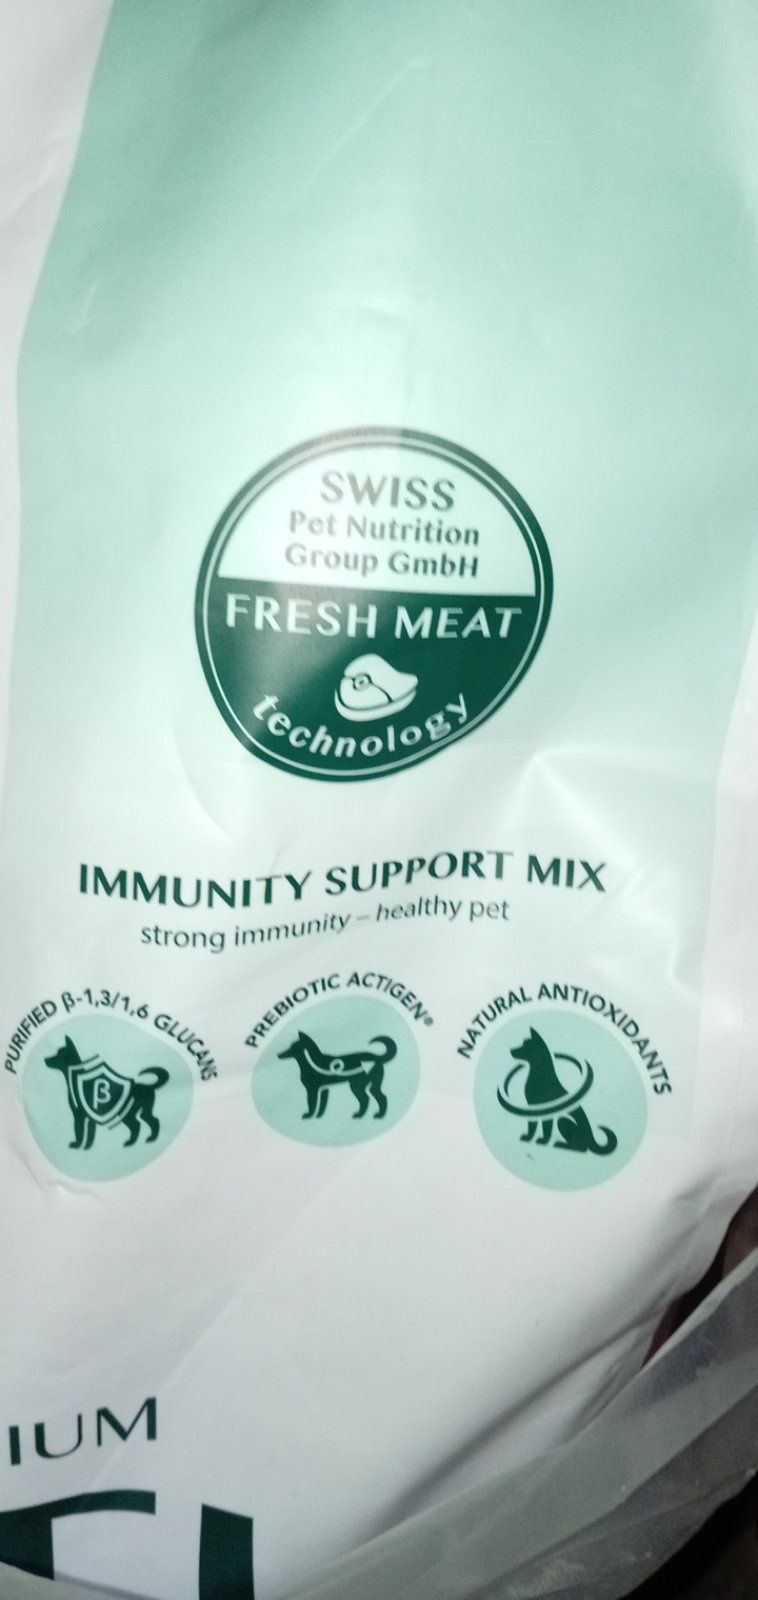 SWISS
Pet Nutrition
Group GmbH
FRESH MEAT
technology
IMMUNITY SUPPORT MIX
strong immunity – healthy pet
PURIFIED β-1,3/1,6 GLUCANS
β
PREBIOTIC ACTIGEN®
NATURAL ANTIOXIDANTS
IUM